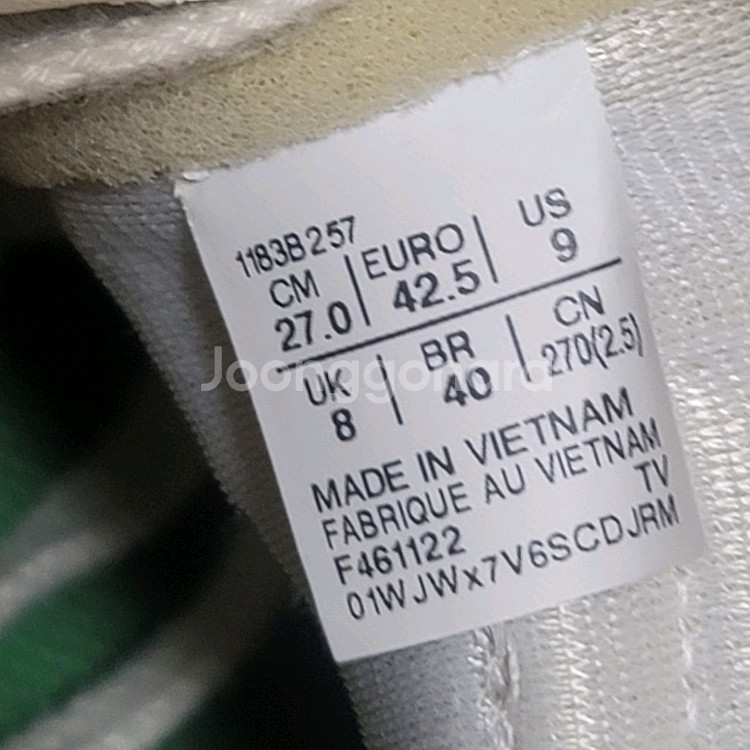 1183B257
CM | EURO | US
27.0 | 42.5 | 9
UK | BR | CN
8 | 40 | 270(2.5)
Joonggonara
MADE IN VIETNAM
FABRIQUE AU VIETNAM
TV
F461122
01WJWx7V6SCDJRM